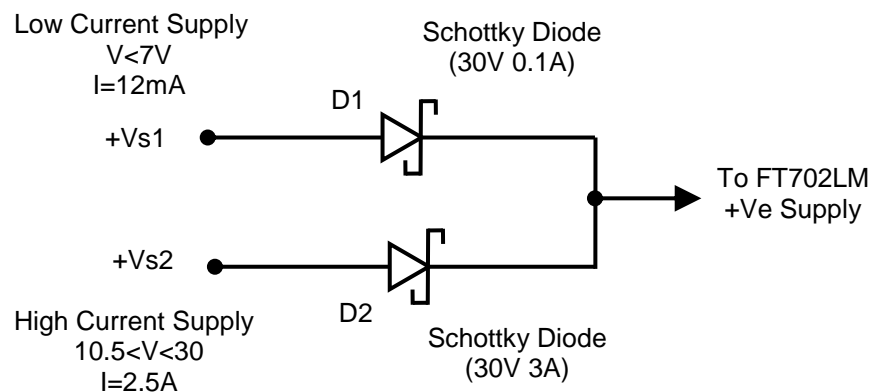 Low Current Supply
V<7V
I=12mA
Schottky Diode
(30V 0.1A)
D1
+Vs1
To FT702LM
+Ve Supply
+Vs2
D2
High Current Supply
10.5<V<30
I=2.5A
Schottky Diode
(30V 3A)